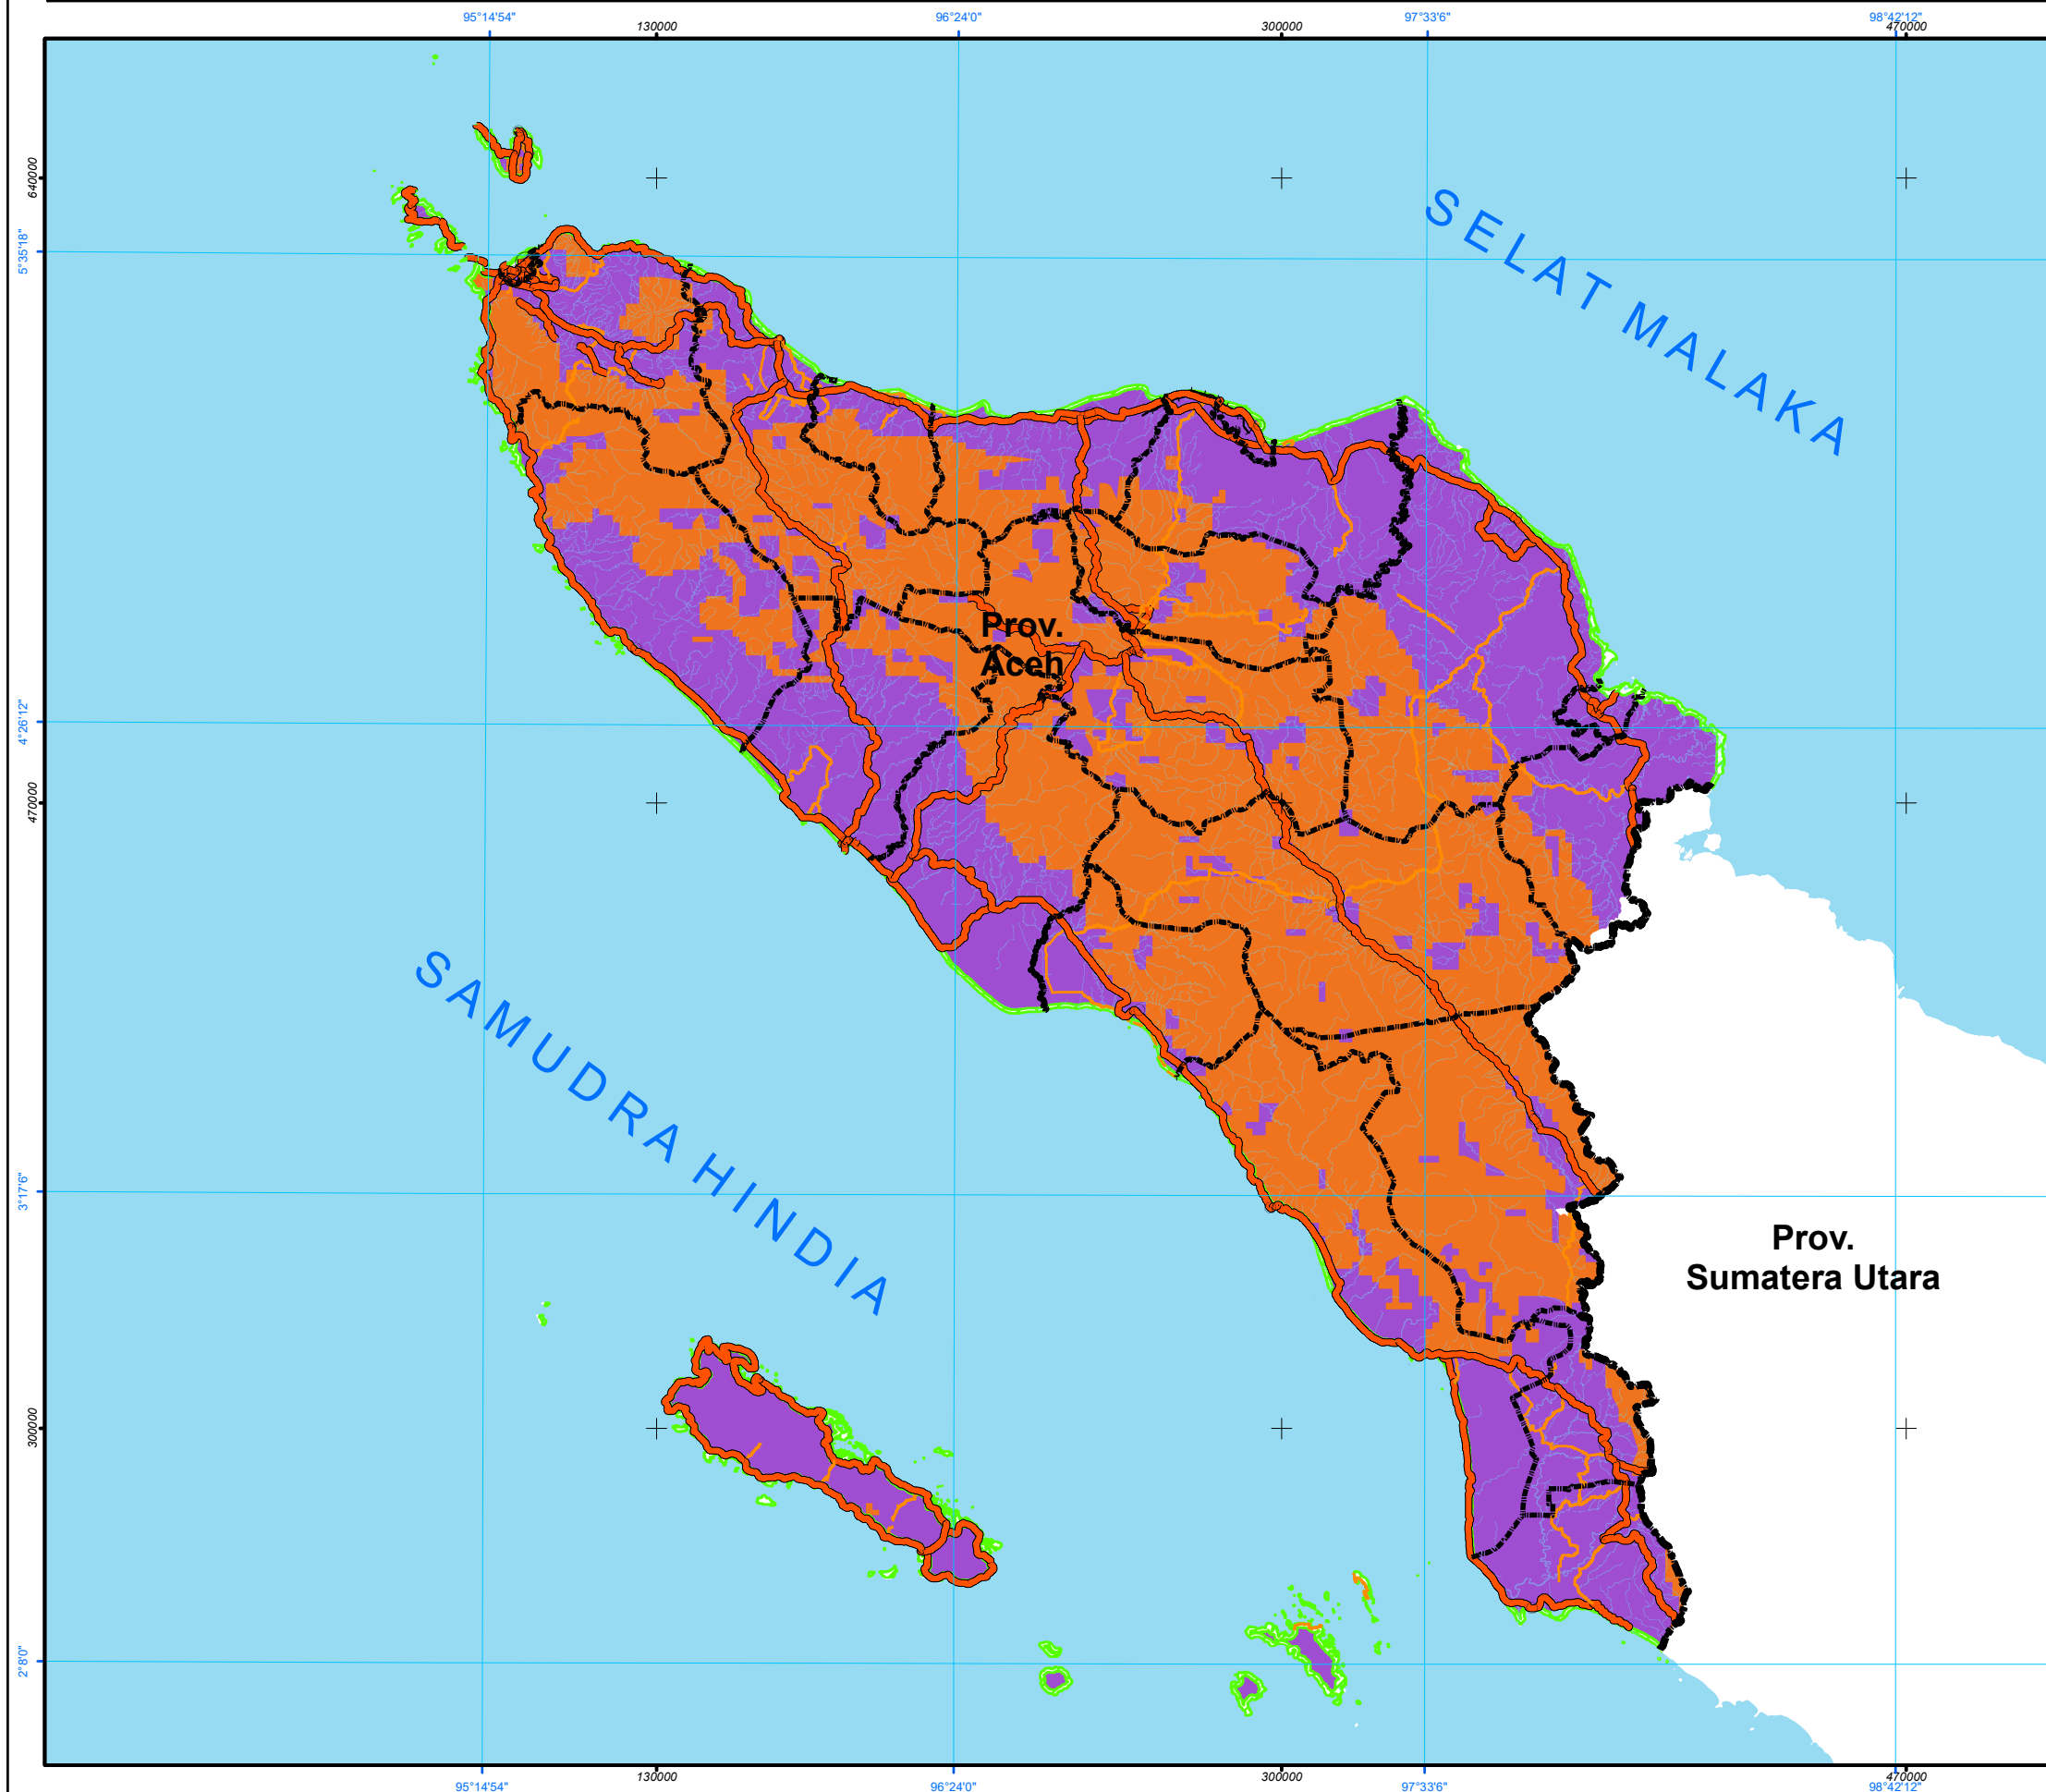 95°14'54" 96°24'0" 97°33'6" 98°42'12"
130000 300000 470000
640000
5°35'18"
4°26'12"
470000
3°17'6"
300000
2°8'0"
SELAT MALAKA
Prov.
Aceh
SAMUDRA HINDIA
Prov.
Sumatera Utara
130000 300000 470000
95°14'54" 96°24'0" 97°33'6" 98°42'12"